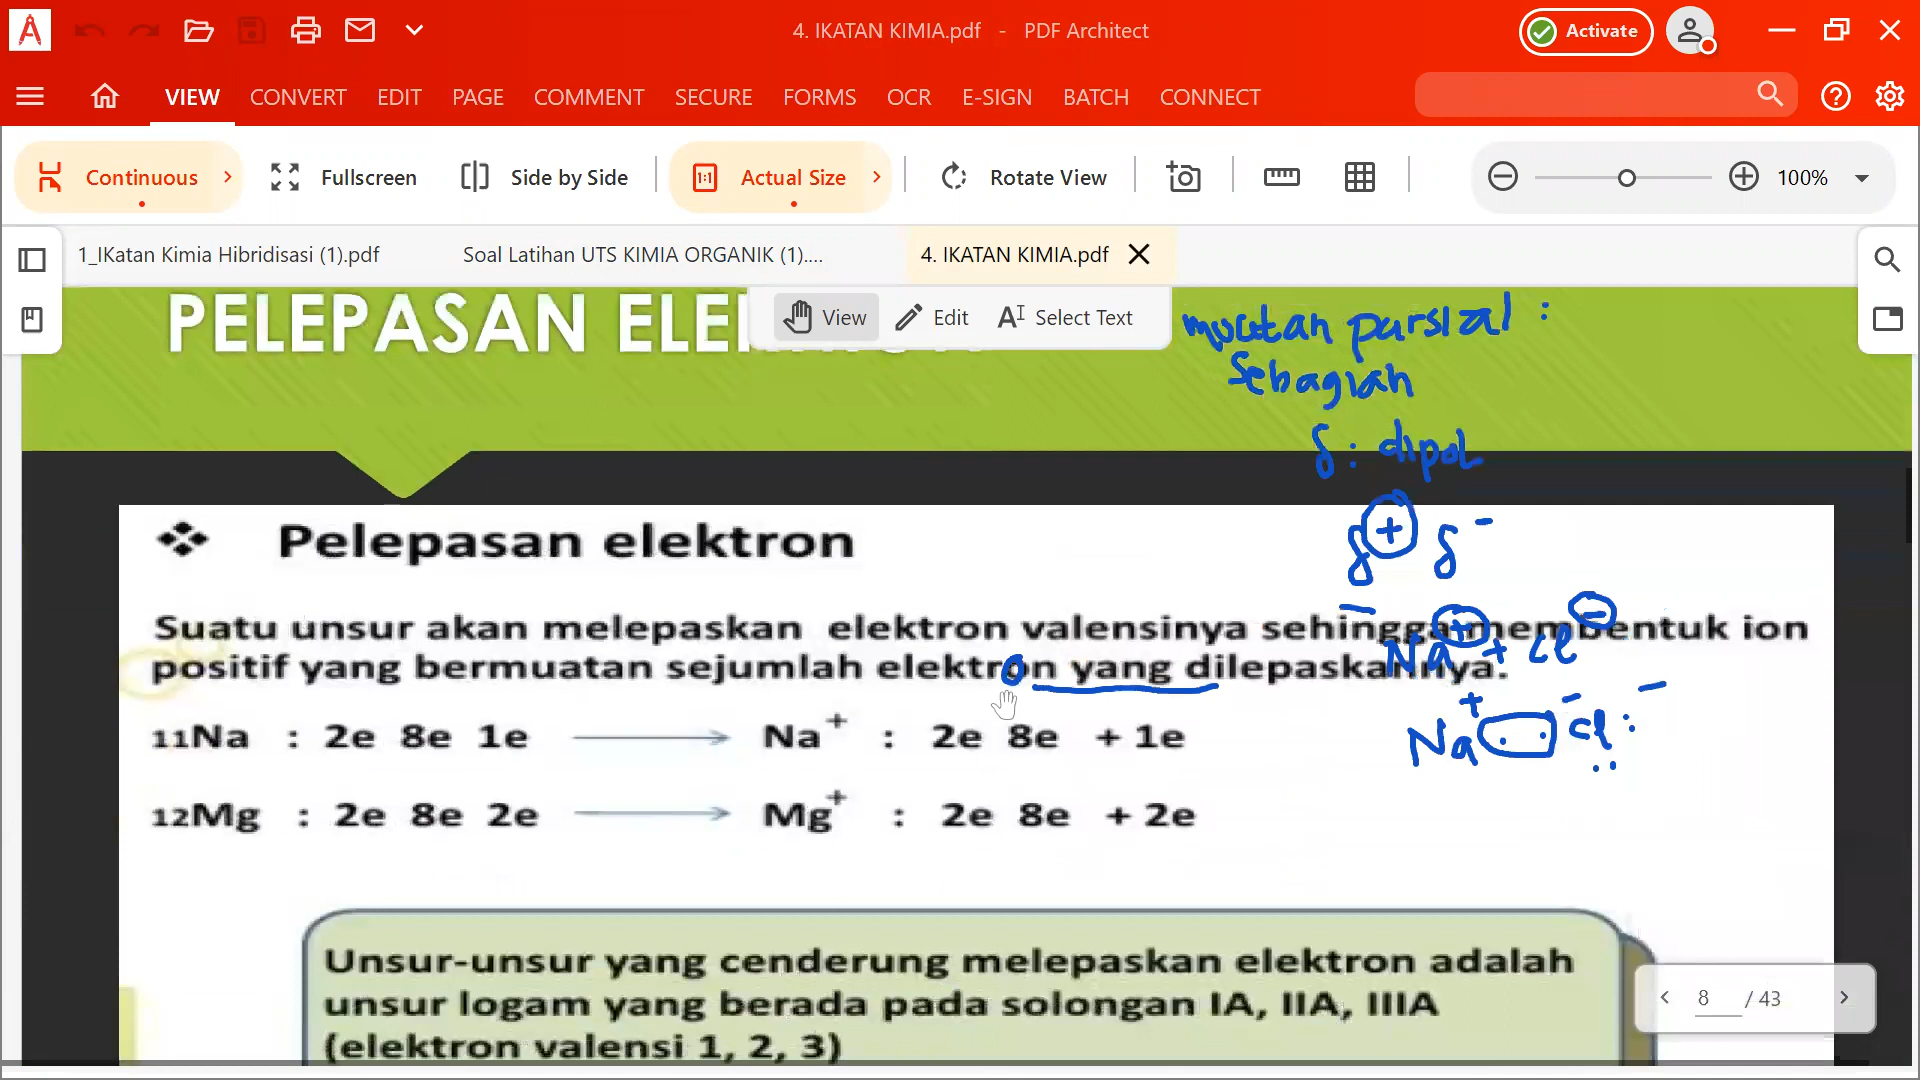 4. IKATAN KIMIA.pdf - PDF Architect
Activate
VIEW CONVERT EDIT PAGE COMMENT SECURE FORMS OCR E-SIGN BATCH CONNECT
Continuous Fullscreen Side by Side Actual Size Rotate View 100%
1_IKatan Kimia Hibridisasi (1).pdf Soal Latihan UTS KIMIA ORGANIK (1).... 4. IKATAN KIMIA.pdf
View Edit Select Text
PELEPASAN
muatan parsial :
Sebagian
δ : dipol
δ+ δ-
Pelepasan elektron
Suatu unsur akan melepaskan elektron valensinya sehingga membentuk ion
positif yang bermuatan sejumlah elektron yang dilepaskannya.
Na+ + Cl-
11Na : 2e 8e 1e → Na+ : 2e 8e + 1e
Na+ Cl-
12Mg : 2e 8e 2e → Mg+ : 2e 8e + 2e
Unsur-unsur yang cenderung melepaskan elektron adalah
unsur logam yang berada pada solongan IA, IIA, IIIA
(elektron valensi 1, 2, 3)
8 / 43